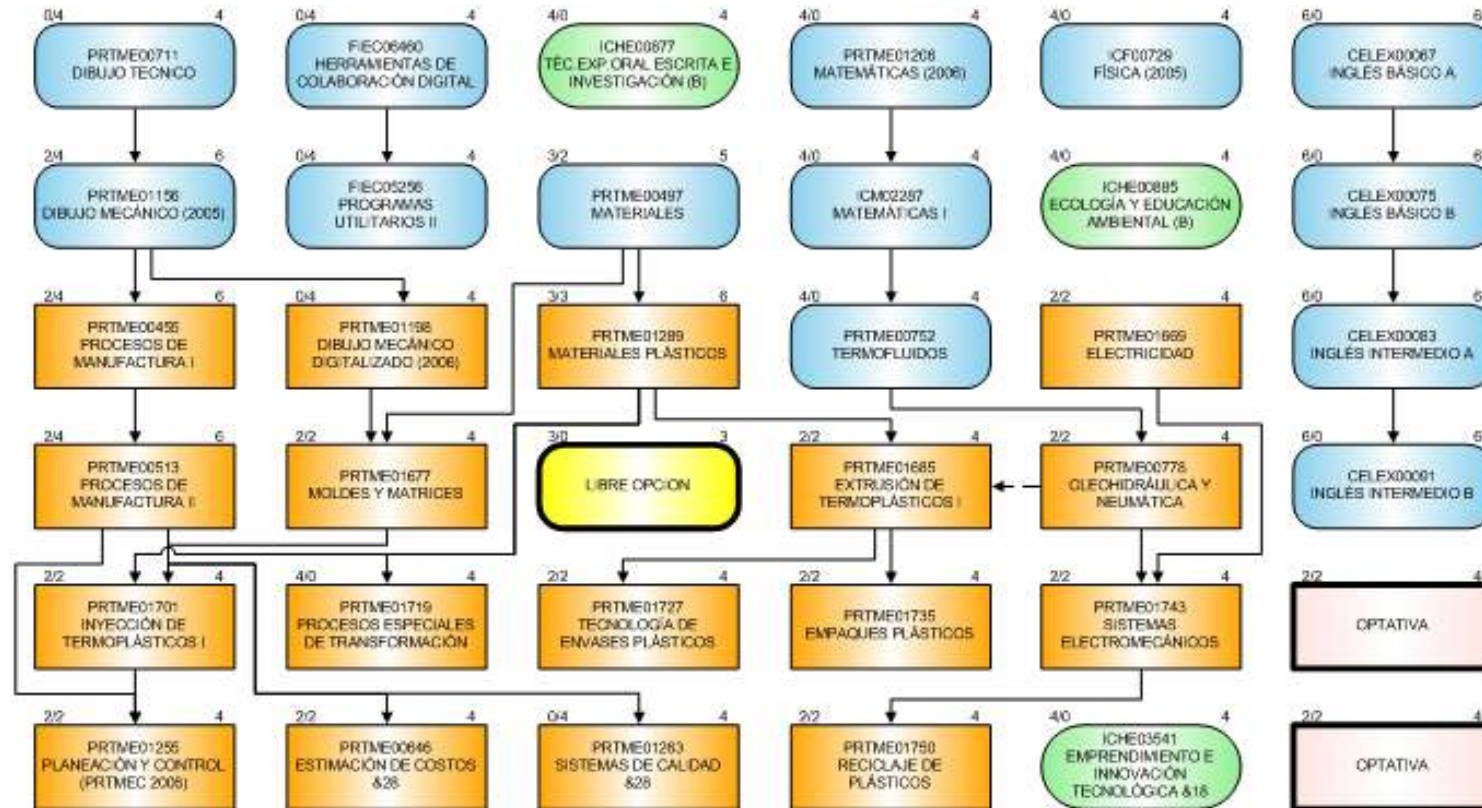 0/4 4 0/4 4 4/0 4 4/0 4 4/0 4 6/0 6
PRTME00711
DIBUJO TECNICO
FIEC06460
HERRAMIENTAS DE
COLABORACIÓN DIGITAL
ICHE00877
TÉC.EXP.ORAL ESCRITA E
INVESTIGACIÓN (B)
PRTME01206
MATEMÁTICAS (2006)
ICF00729
FÍSICA (2005)
CELEX00067
INGLÉS BÁSICO A
2/4 6 0/4 4 3/2 5 4/0 4 4/0 4 6/0 6
PRTME01156
DIBUJO MECÁNICO (2005)
FIEC05256
PROGRAMAS
UTILITARIOS II
PRTME00497
MATERIALES
ICM02287
MATEMÁTICAS I
ICHE00885
ECOLOGÍA Y EDUCACIÓN
AMBIENTAL (B)
CELEX00075
INGLÉS BÁSICO B
2/4 6 0/4 4 3/3 6 4/0 4 2/2 4 6/0 6
PRTME00455
PROCESOS DE
MANUFACTURA I
PRTME01198
DIBUJO MECÁNICO
DIGITALIZADO (2006)
PRTME01289
MATERIALES PLÁSTICOS
PRTME00752
TERMOFLUIDOS
PRTME01669
ELECTRICIDAD
CELEX00083
INGLÉS INTERMEDIO A
2/4 6 2/2 4 3/0 3 2/2 4 2/2 4 6/0 6
PRTME00513
PROCESOS DE
MANUFACTURA II
PRTME01677
MOLDES Y MATRICES
LIBRE OPCION
PRTME01685
EXTRUSIÓN DE
TERMOPLÁSTICOS I
PRTME00778
OLEOHIDRÁULICA Y
NEUMÁTICA
CELEX00091
INGLÉS INTERMEDIO B
2/2 4 4/0 4 2/2 4 2/2 4 2/2 4 2/2 4
PRTME01701
INYECCIÓN DE
TERMOPLÁSTICOS I
PRTME01719
PROCESOS ESPECIALES
DE TRANSFORMACIÓN
PRTME01727
TECNOLOGÍA DE
ENVASES PLÁSTICOS
PRTME01735
EMPAQUES PLÁSTICOS
PRTME01743
SISTEMAS
ELECTROMECÁNICOS
OPTATIVA
2/2 4 2/2 4 0/4 4 2/2 4 4/0 4 2/2 4
PRTME01255
PLANEACIÓN Y CONTROL
(PRTMEC 2006)
PRTME00646
ESTIMACIÓN DE COSTOS
&28
PRTME01263
SISTEMAS DE CALIDAD
&28
PRTME01750
RECICLAJE DE
PLÁSTICOS
ICHE03541
EMPRENDIMIENTO E
INNOVACIÓN
TECNOLÓGICA &18
OPTATIVA